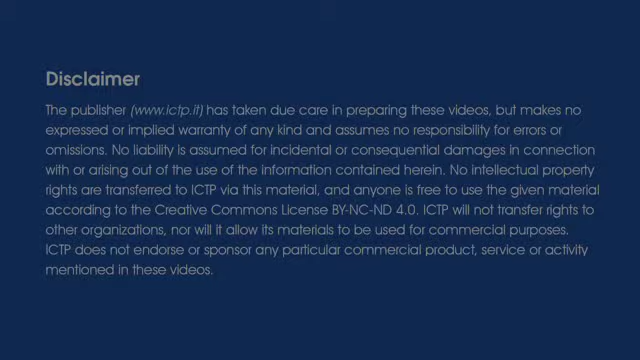 Disclaimer
The publisher (www.ictp.it) has taken due care in preparing these videos, but makes no
expressed or implied warranty of any kind and assumes no responsibility for errors or
omissions. No liability is assumed for incidental or consequential damages in connection
with or arising out of the use of the information contained herein. No intellectual property
rights are transferred to ICTP via this material, and anyone is free to use the given material
according to the Creative Commons License BY-NC-ND 4.0. ICTP will not transfer rights to
other organizations, nor will it allow its materials to be used for commercial purposes.
ICTP does not endorse or sponsor any particular commercial product, service or activity
mentioned in these videos.